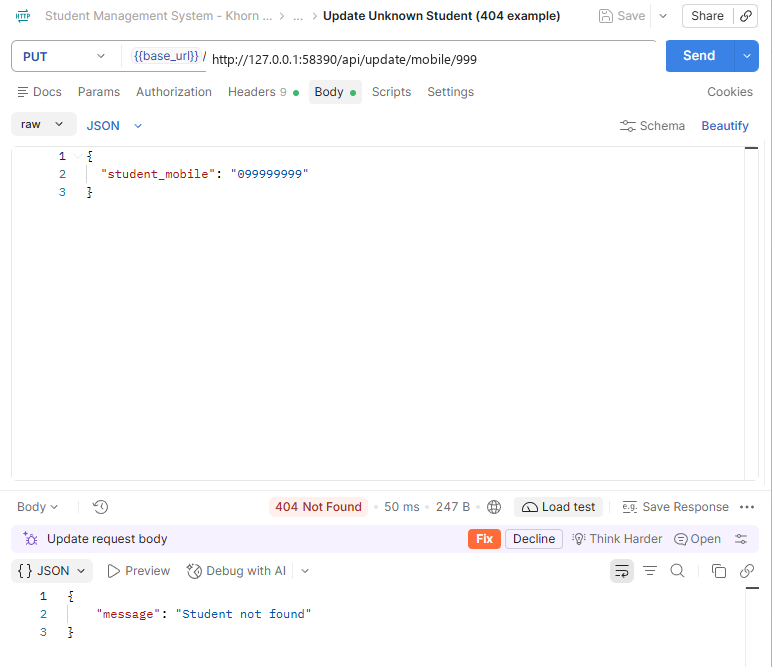 HTTP Student Management System - Khorn ... > ... > Update Unknown Student (404 example) Save Share
PUT {{base_url}} / http://127.0.0.1:58390/api/update/mobile/999 Send
Docs Params Authorization Headers 9 Body Scripts Settings Cookies
raw JSON Schema Beautify
1 {
2 "student_mobile": "099999999"
3 }
Body 404 Not Found • 50 ms • 247 B • Load test e.g. Save Response •••
Update request body Fix Decline Think Harder Open
{} JSON Preview Debug with AI
1 {
2 "message": "Student not found"
3 }